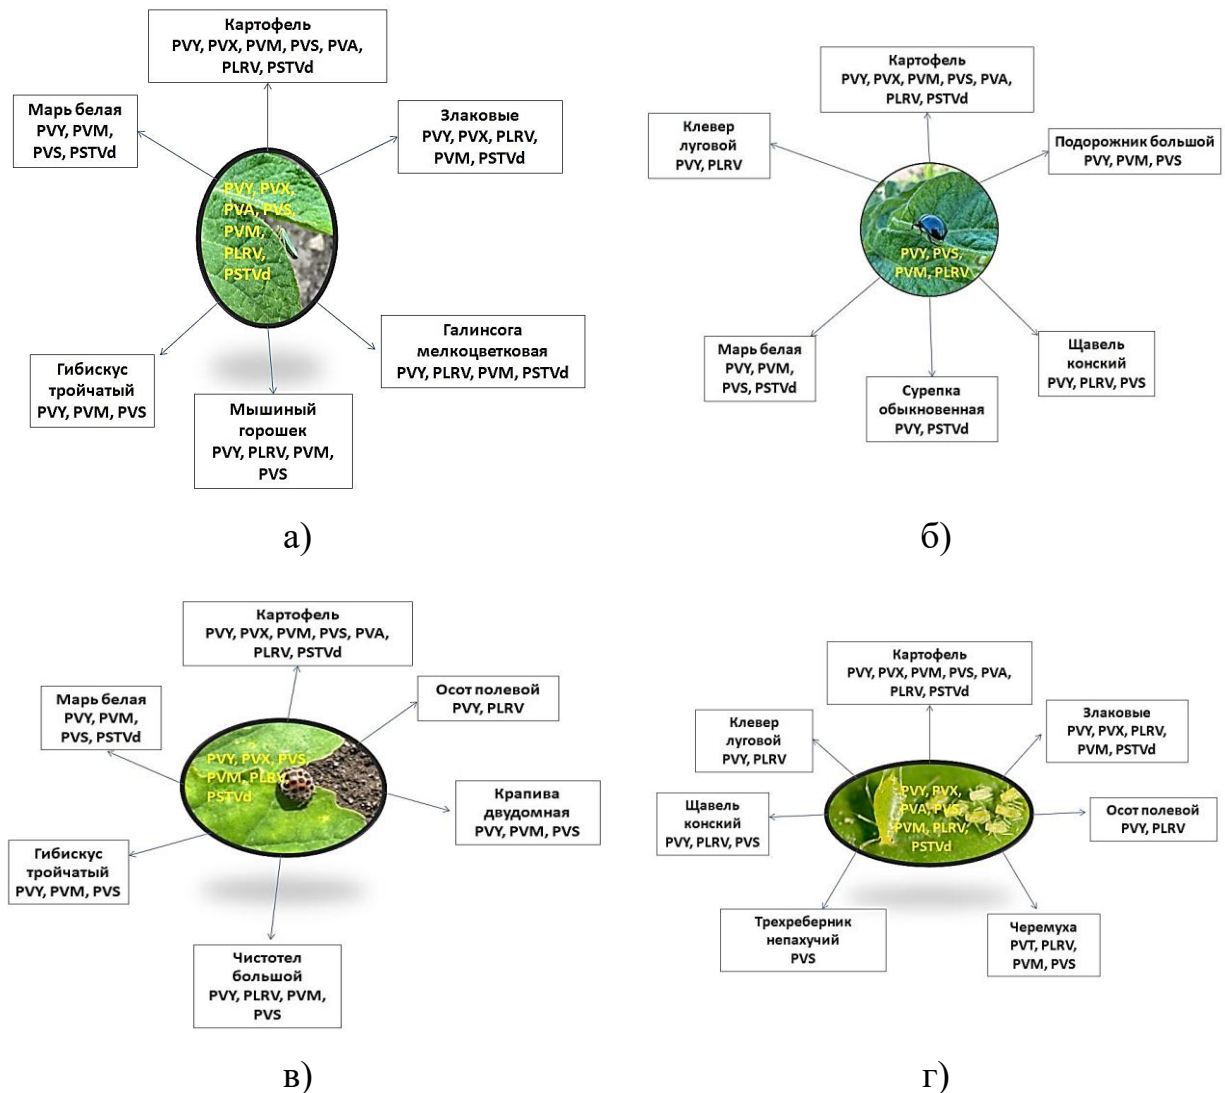 Картофель
PVY, PVX, PVM, PVS, PVA,
PLRV, PSTVd
Марь белая
PVY, PVM,
PVS, PSTVd
Злаковые
PVY, PVX, PLRV,
PVM, PSTVd
PVY, PVX,
PVA, PVS,
PVM,
PLRV,
PSTVd
Гибискус
тройчатый
PVY, PVM, PVS
Мышиный
горошек
PVY, PLRV, PVM,
PVS
Галинсога
мелкоцветковая
PVY, PLRV, PVM, PSTVd
а)
Картофель
PVY, PVX, PVM, PVS, PVA,
PLRV, PSTVd
Клевер
луговой
PVY, PLRV
Подорожник большой
PVY, PVM, PVS
PVY, PVS,
PVM, PLRV
Марь белая
PVY, PVM,
PVS, PSTVd
Сурепка
обыкновенная
PVY, PSTVd
Щавель
конский
PVY, PLRV, PVS
б)
Картофель
PVY, PVX, PVM, PVS, PVA,
PLRV, PSTVd
Марь белая
PVY, PVM,
PVS, PSTVd
Осот полевой
PVY, PLRV
PVY, PVX, PVS,
PVM, PLRV,
PSTVd
Крапива
двудомная
PVY, PVM, PVS
Гибискус
тройчатый
PVY, PVM, PVS
Чистотел
большой
PVY, PLRV, PVM,
PVS
в)
Картофель
PVY, PVX, PVM, PVS, PVA,
PLRV, PSTVd
Клевер
луговой
PVY, PLRV
Злаковые
PVY, PVX, PLRV,
PVM, PSTVd
Щавель
конский
PVY, PLRV, PVS
PVY, PVX,
PVA, PVS,
PVM, PLRV,
PSTVd
Осот полевой
PVY, PLRV
Трехреберник
непахучий
PVS
Черемуха
PVT, PLRV,
PVM, PVS
г)